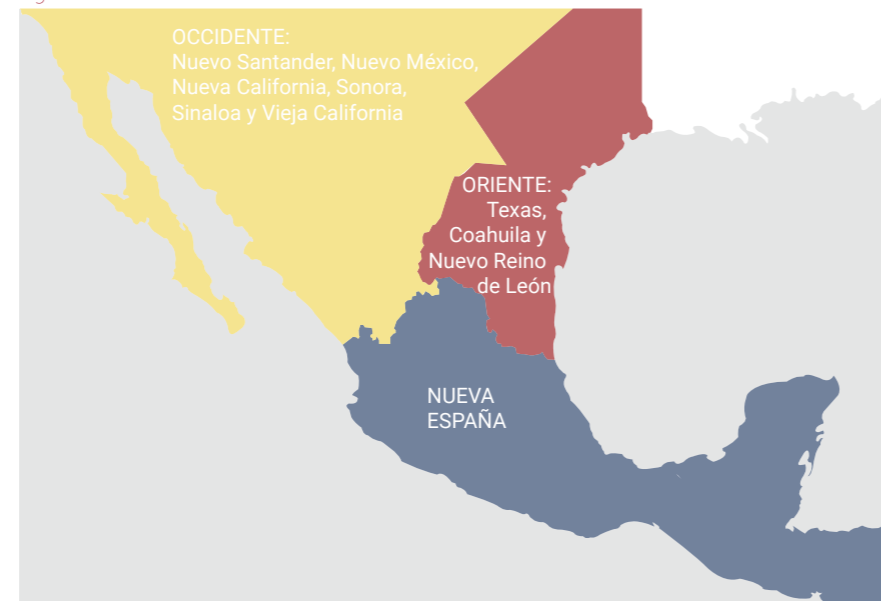 OCCIDENTE:
Nuevo Santander, Nuevo México,
Nueva California, Sonora,
Sinaloa y Vieja California
ORIENTE:
Texas,
Coahuila y
Nuevo Reino
de León
NUEVA
ESPAÑA